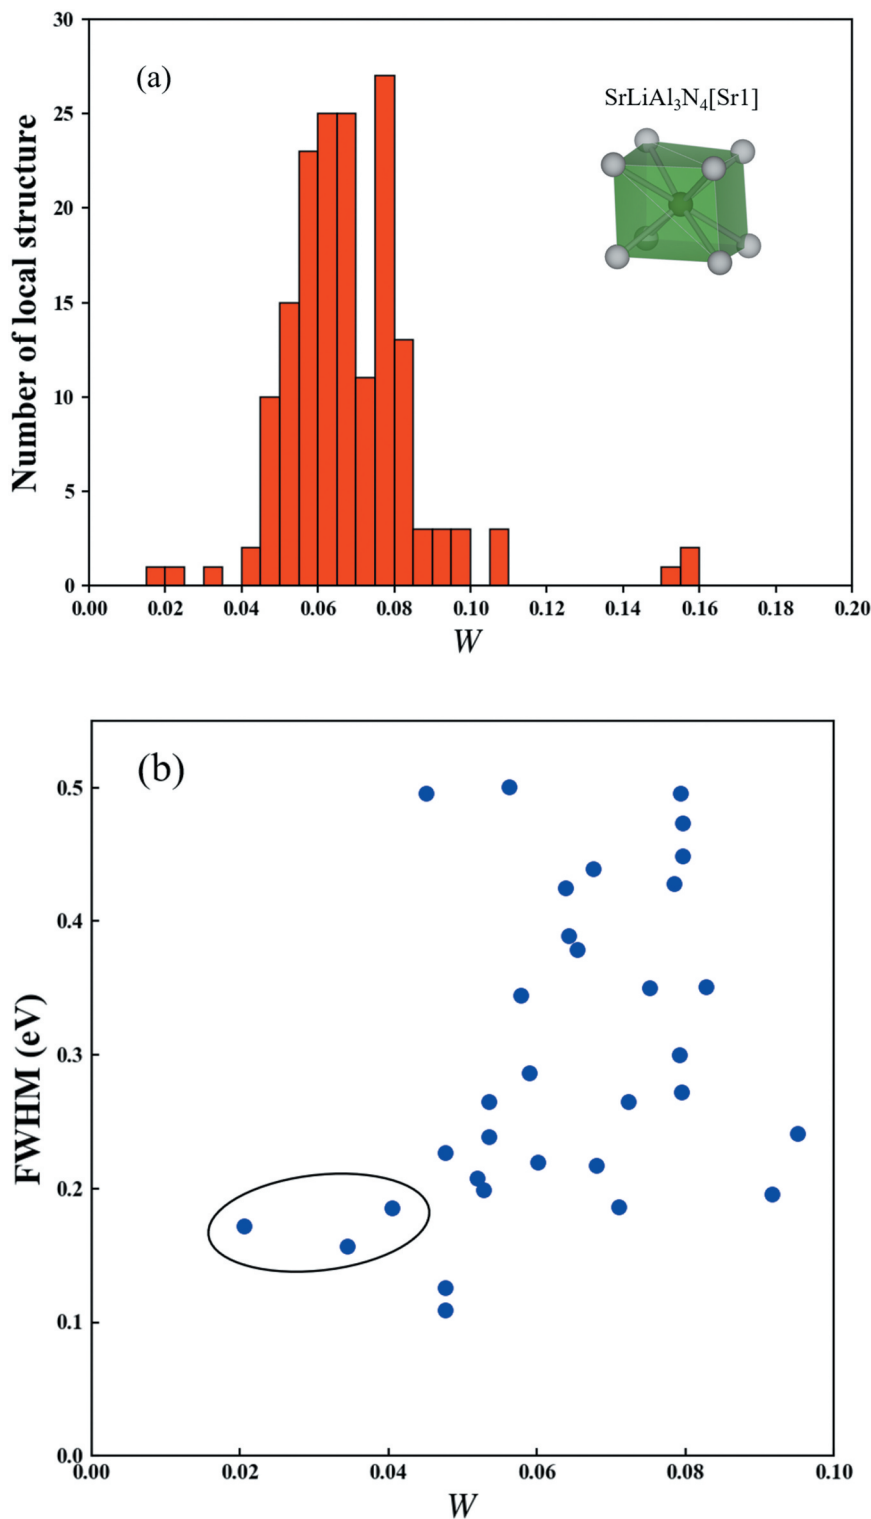 (a)
SrLiAl₃N₄[Sr1]
Number of local structure
30
25
20
15
10
5
0
0.00 0.02 0.04 0.06 0.08 0.10 0.12 0.14 0.16 0.18 0.20
W
(b)
FWHM (eV)
0.5
0.4
0.3
0.2
0.1
0.0
0.00 0.02 0.04 0.06 0.08 0.10
W